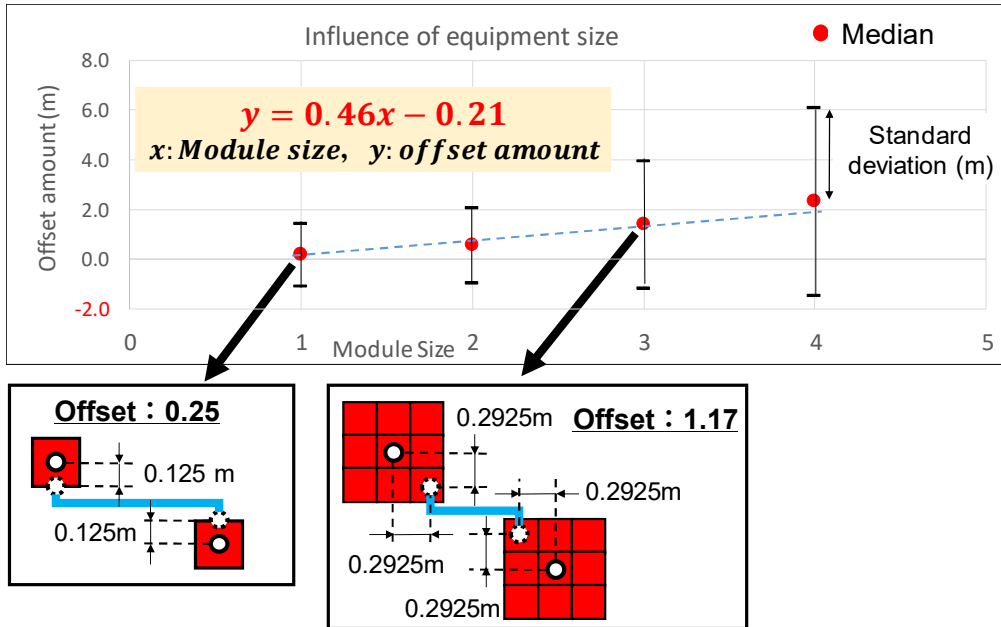 Influence of equipment size
Median
8.0
6.0
4.0
2.0
0.0
-2.0
Offset amount (m)
y = 0.46x − 0.21
x: Module size, y: offset amount
Standard
deviation (m)
0
1
2
3
4
5
Module Size
Offset：0.25
0.125 m
0.125m
Offset：1.17
0.2925m
0.2925m
0.2925m
0.2925m